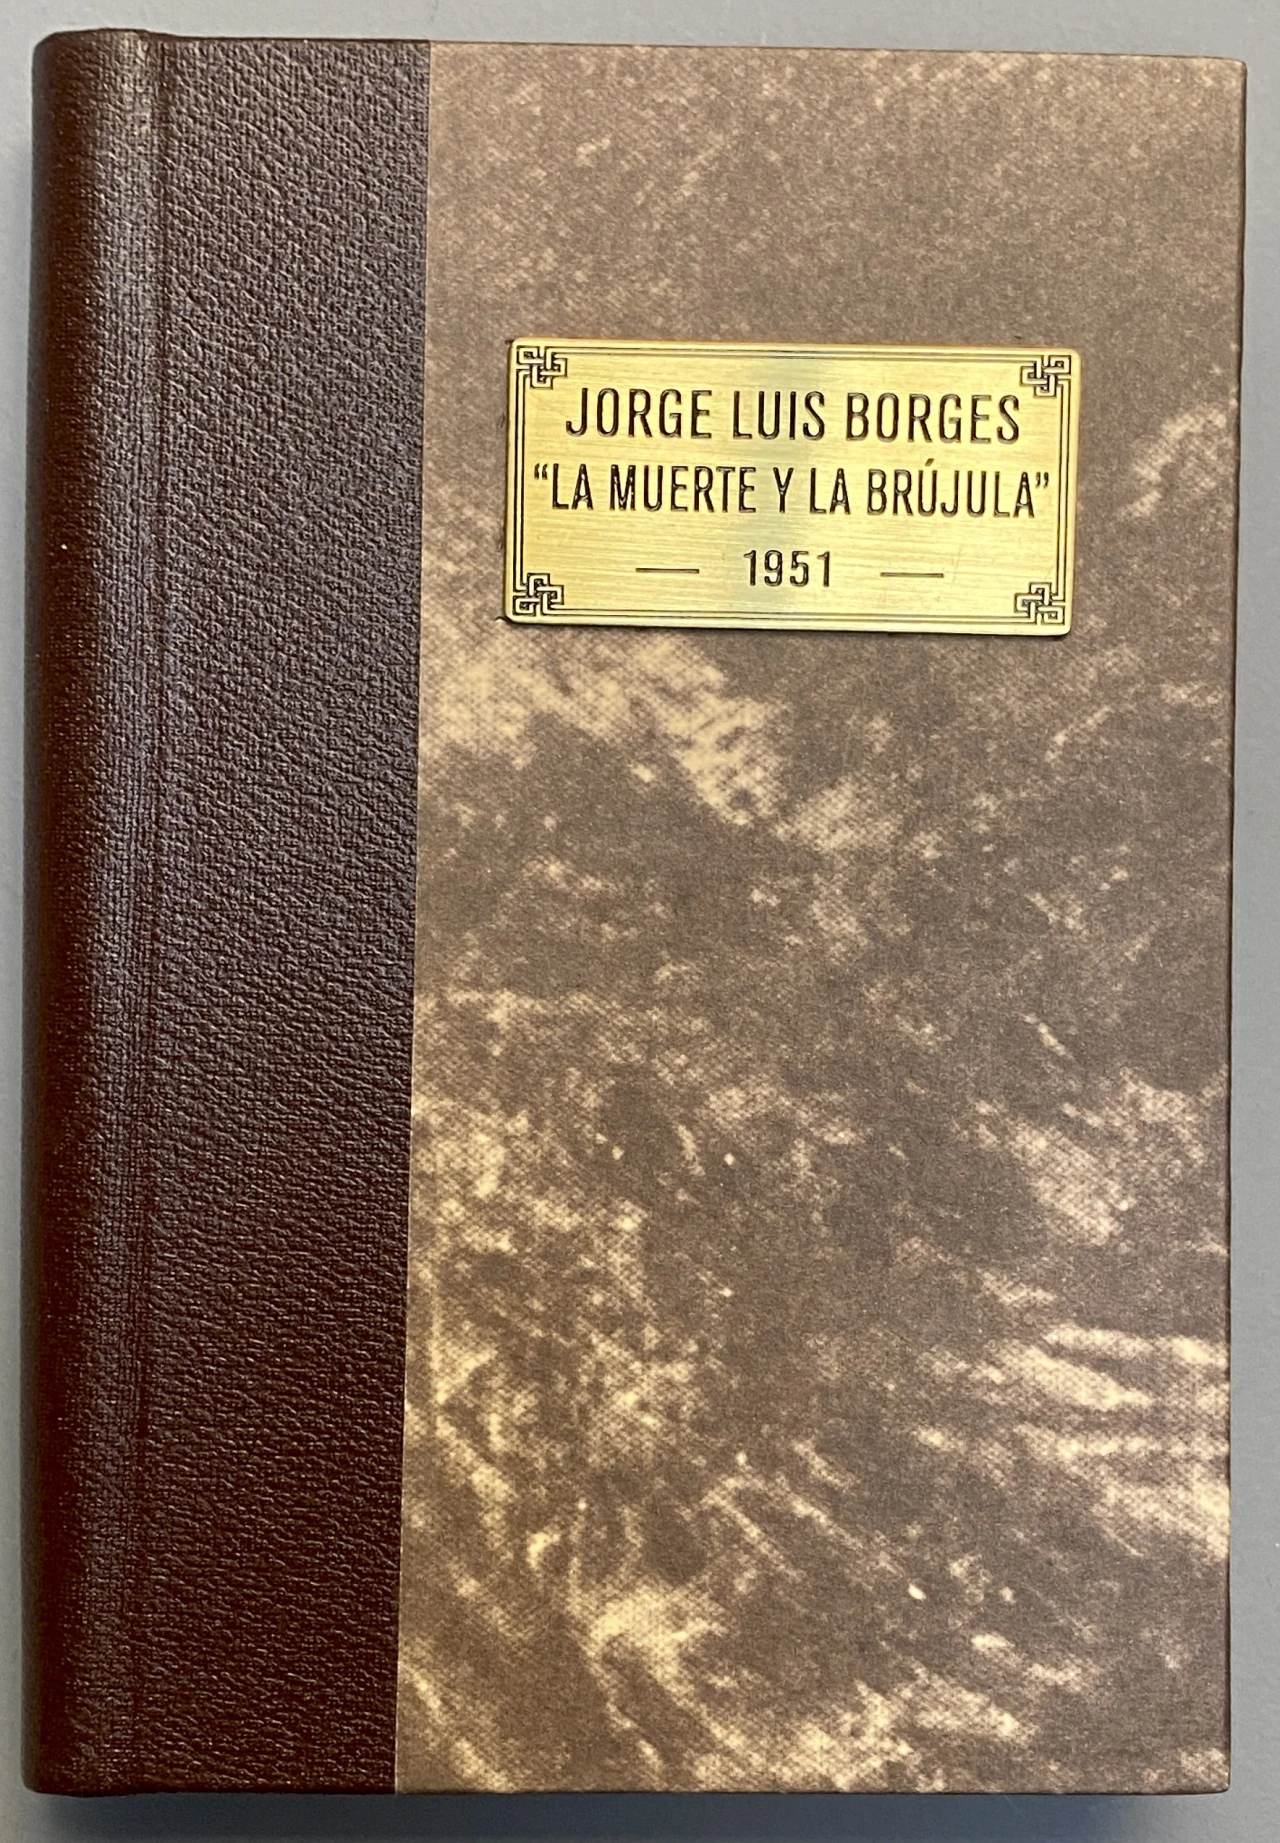 JORGE LUIS BORGES
“LA MUERTE Y LA BRÚJULA”
— 1951 —